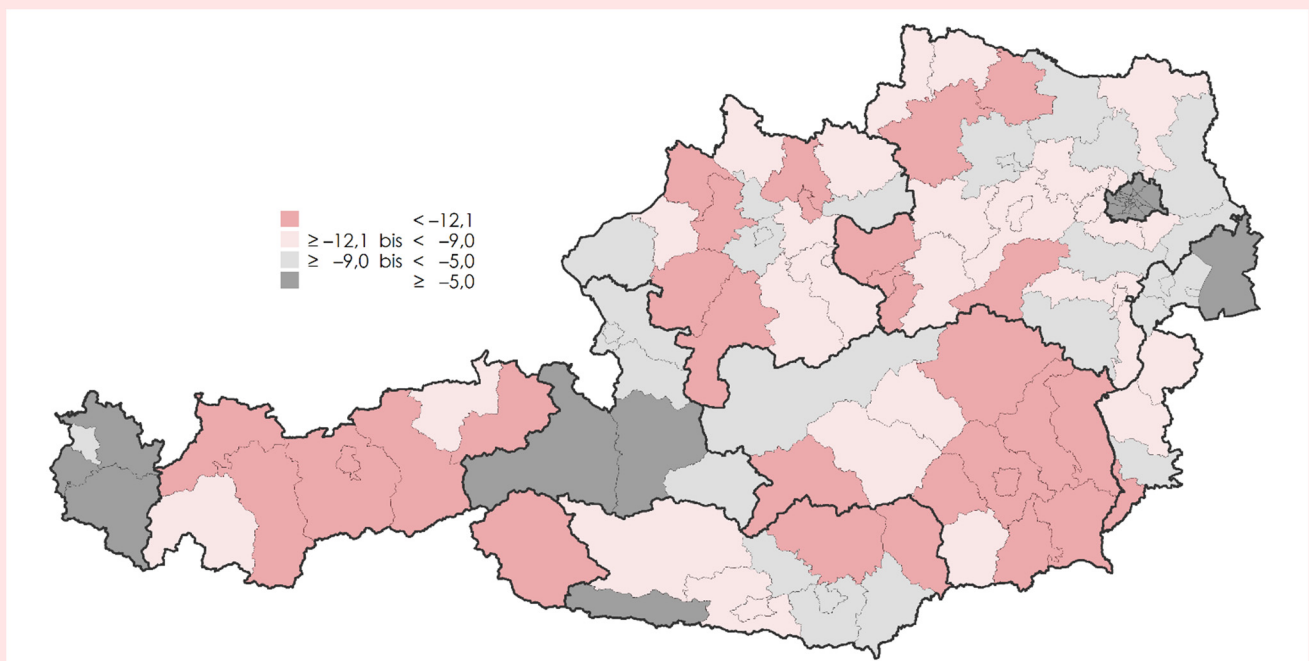 < –12,1
≥ –12,1 bis < –9,0
≥ –9,0 bis < –5,0
≥ –5,0